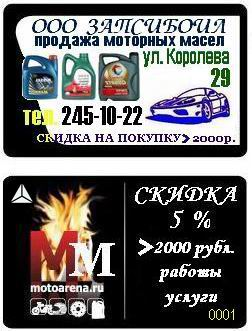 ООО ЗАПСИБОИЛ
продажа моторных масел
ул. Королева
29
тел. 245-10-22
СКИДКА НА ПОКУПКУ>2000р.
М М
motoarena.ru
СКИДКА
5 %
>2000 рубл.
работы
услуги
0001